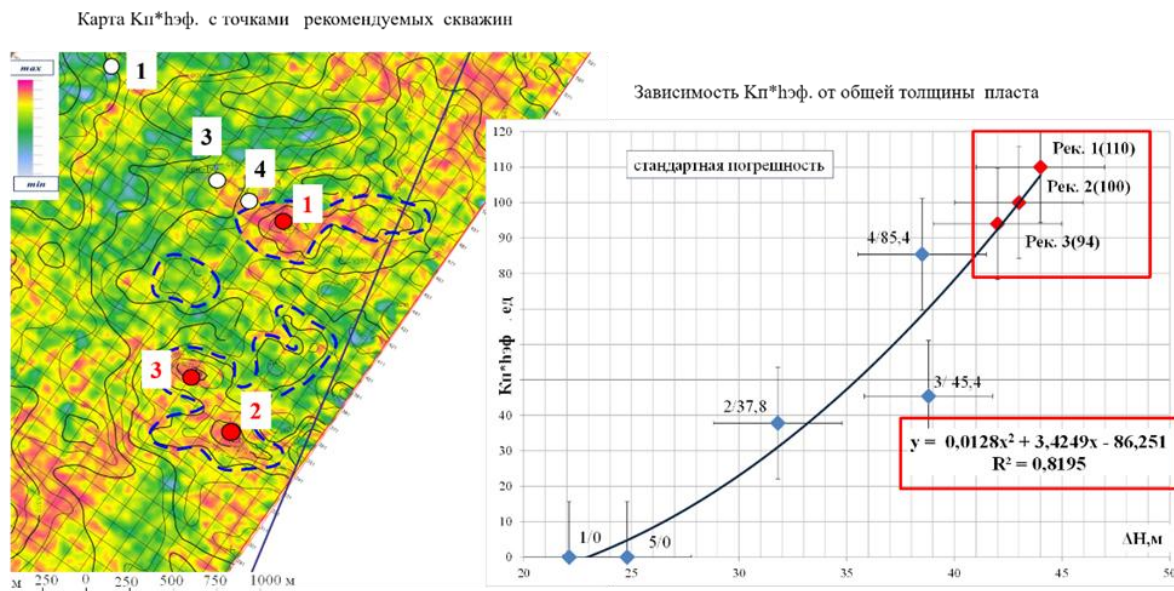 Карта Кп*hэф. с точками рекомендуемых скважин
max
min
1
3
4
1
3
2
м 250 0 250 500 750 1000 м
Зависимость Кп*hэф. от общей толщины пласта
стандартная погрешность
Кп*hэф ед
120
110
100
90
80
40
30
20
10
0
20
25
30
35
40
45
50
ΔH,м
1/0
5/0
2/37,8
3/ 45,4
4/85,4
Рек. 1(110)
Рек. 2(100)
Рек. 3(94)
y = 0,0128x² + 3,4249x - 86,251
R² = 0,8195